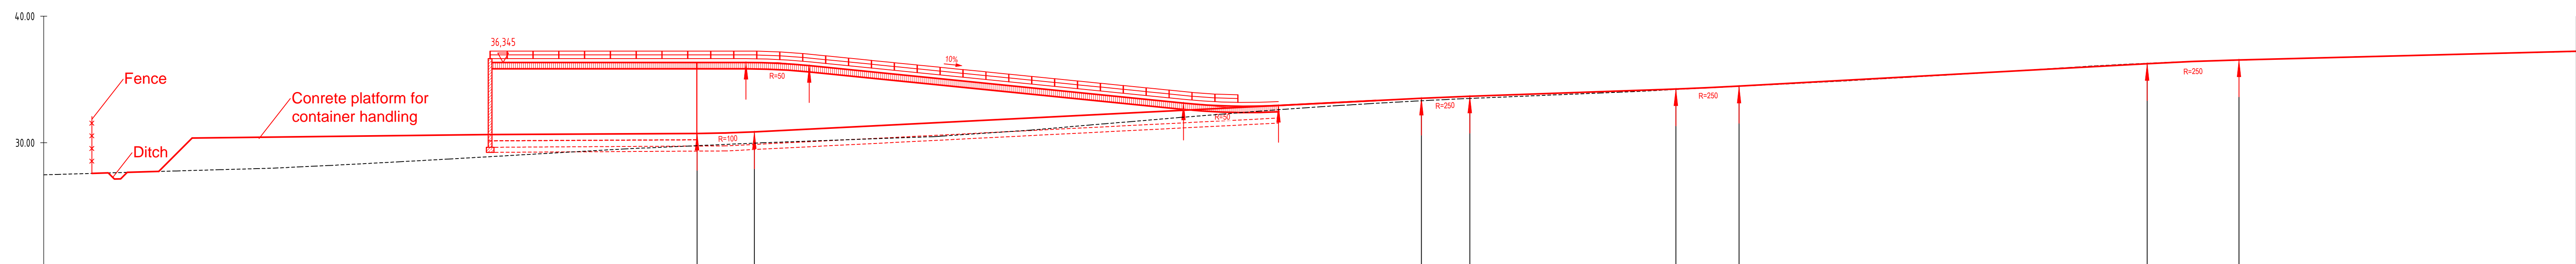 40.00
36,345
10%
Fence
R=50
Conrete platform for
container handling
R=250
R=250
R=250
R=50
30.00
R=100
Ditch